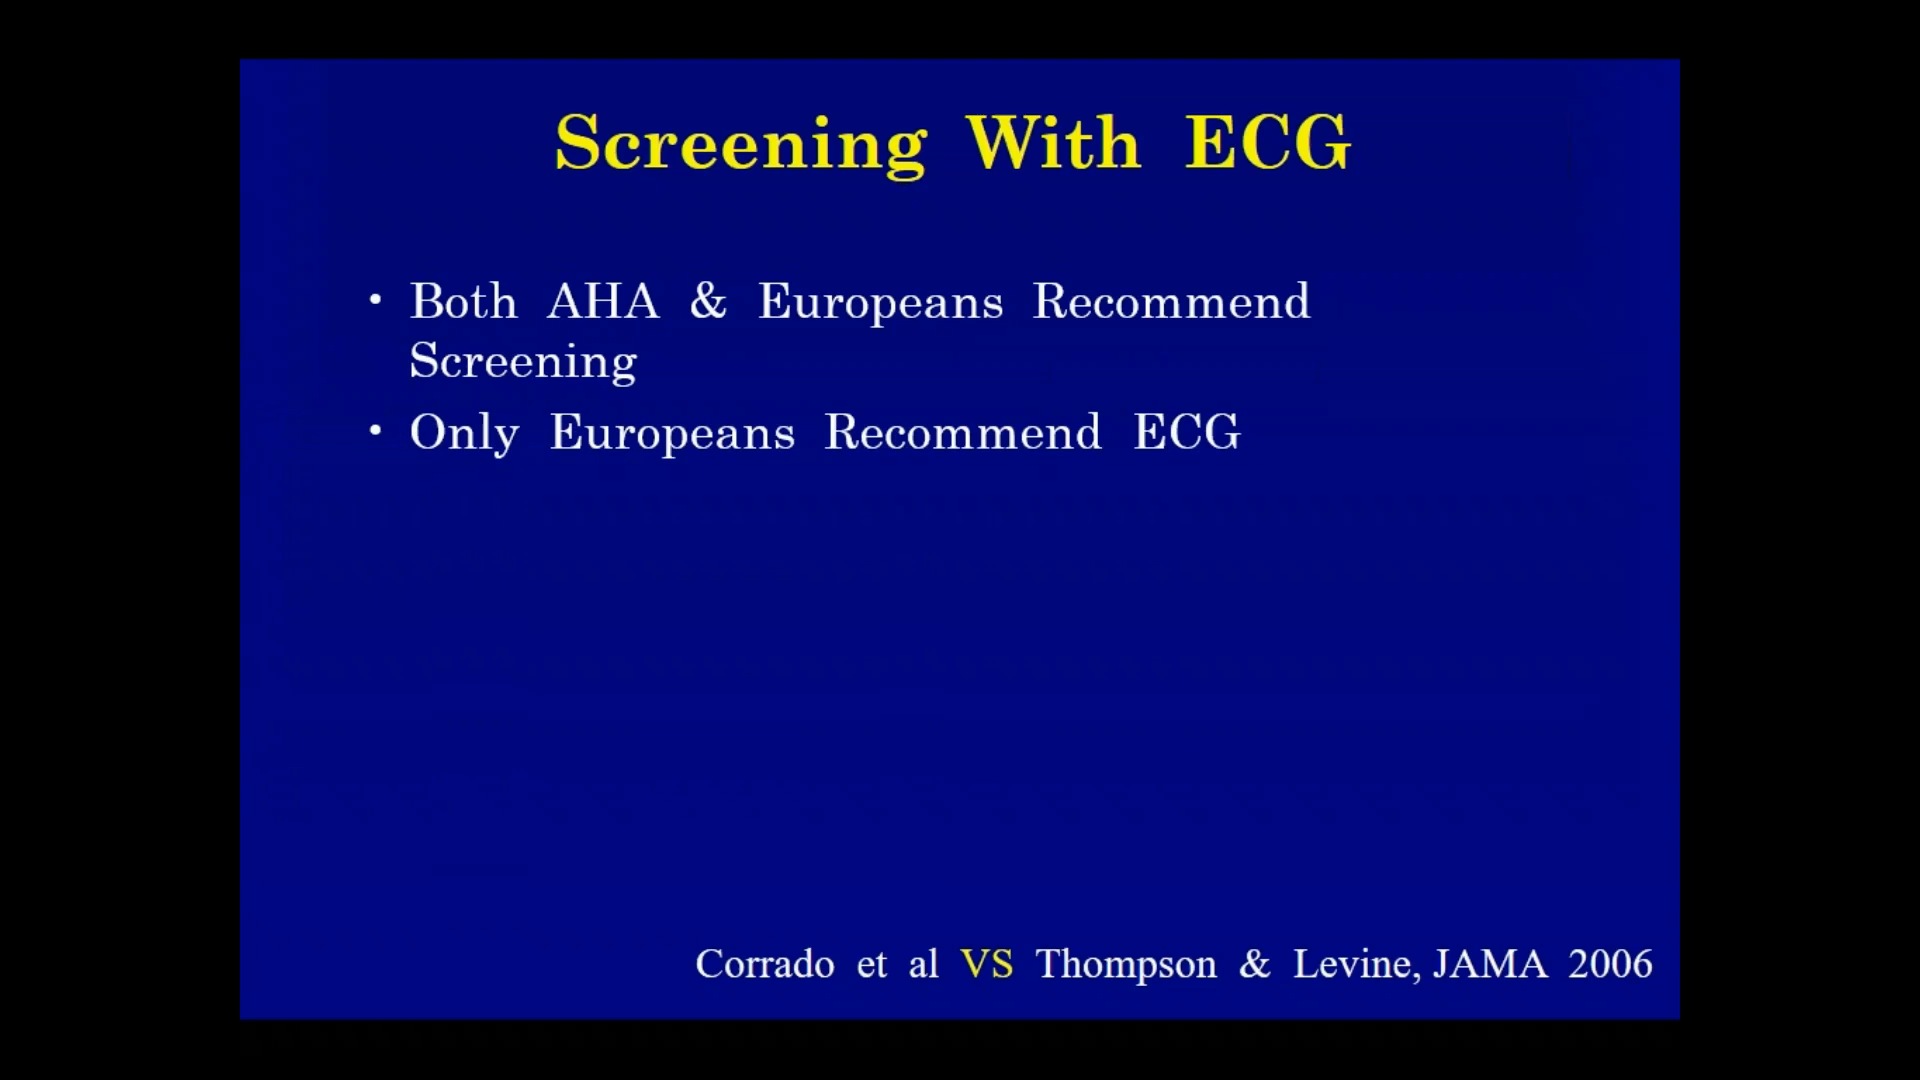 Screening With ECG
• Both AHA & Europeans Recommend
Screening
• Only Europeans Recommend ECG
Corrado et al VS Thompson & Levine, JAMA 2006